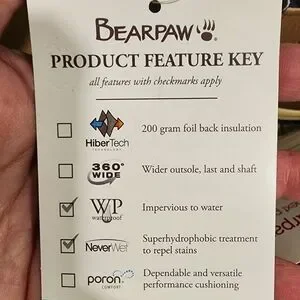 BEARPAW
PRODUCT FEATURE KEY
all features with checkmarks apply
HiberTech
TECHNOLOGY
200 gram foil back insulation
360°
WIDE
Wider outsole, last and shaft
WP
waterproof
Impervious to water
NeverWet
Superhydrophobic treatment
to repel stains
poron
COMFORT
Dependable and versatile
performance cushioning